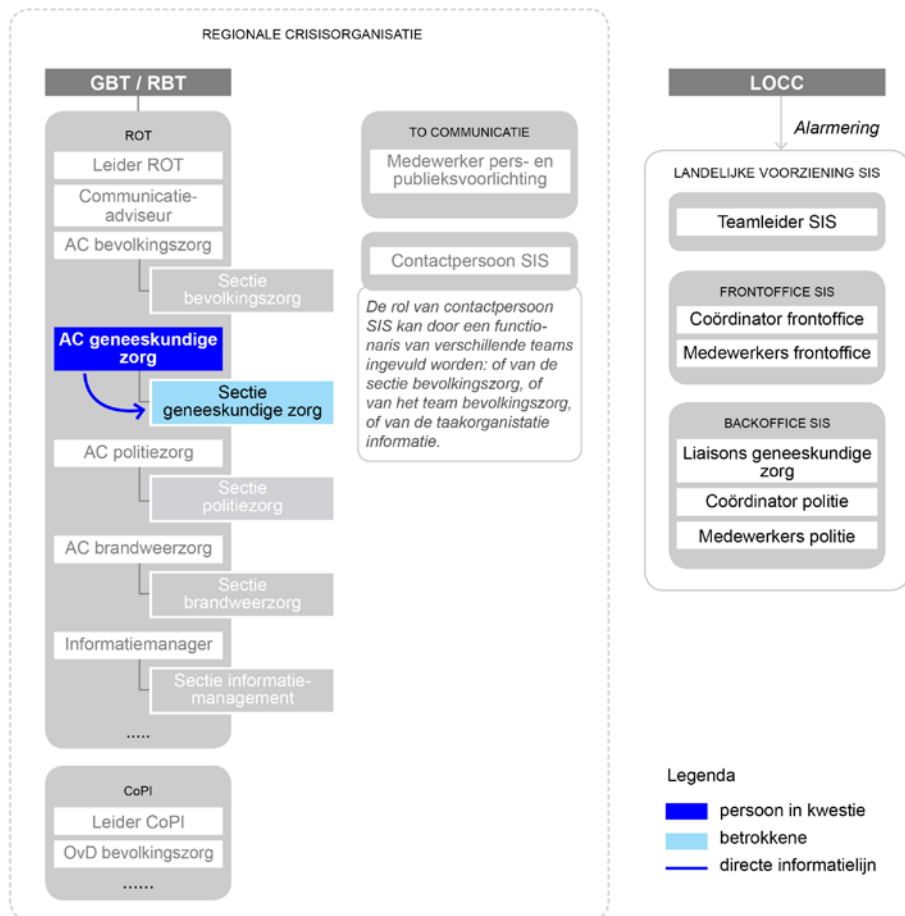 REGIONALE CRISISORGANISATIE
GBT / RBT
ROT
Leider ROT
Communicatie-
adviseur
AC bevolkingszorg
Sectie
bevolkingszorg
AC geneeskundige
zorg
Sectie
geneeskundige zorg
AC politiezorg
Sectie
politiezorg
AC brandweerzorg
Sectie
brandweerzorg
Informatiemanager
Sectie informatie-
management
.....
CoPI
Leider CoPI
OvD bevolkingszorg
......
TO COMMUNICATIE
Medewerker pers- en
publieksvoorlichting
Contactpersoon SIS
De rol van contactpersoon
SIS kan door een functio-
naris van verschillende teams
ingevuld worden: of van de
sectie bevolkingszorg, of
van het team bevolkingszorg,
of van de taakorganistatie
informatie.
LOCC
Alarmering
LANDELIJKE VOORZIENING SIS
Teamleider SIS
FRONTOFFICE SIS
Coördinator frontoffice
Medewerkers frontoffice
BACKOFFICE SIS
Liaisons geneeskundige
zorg
Coördinator politie
Medewerkers politie
Legenda
persoon in kwestie
betrokkene
directe informatielijn